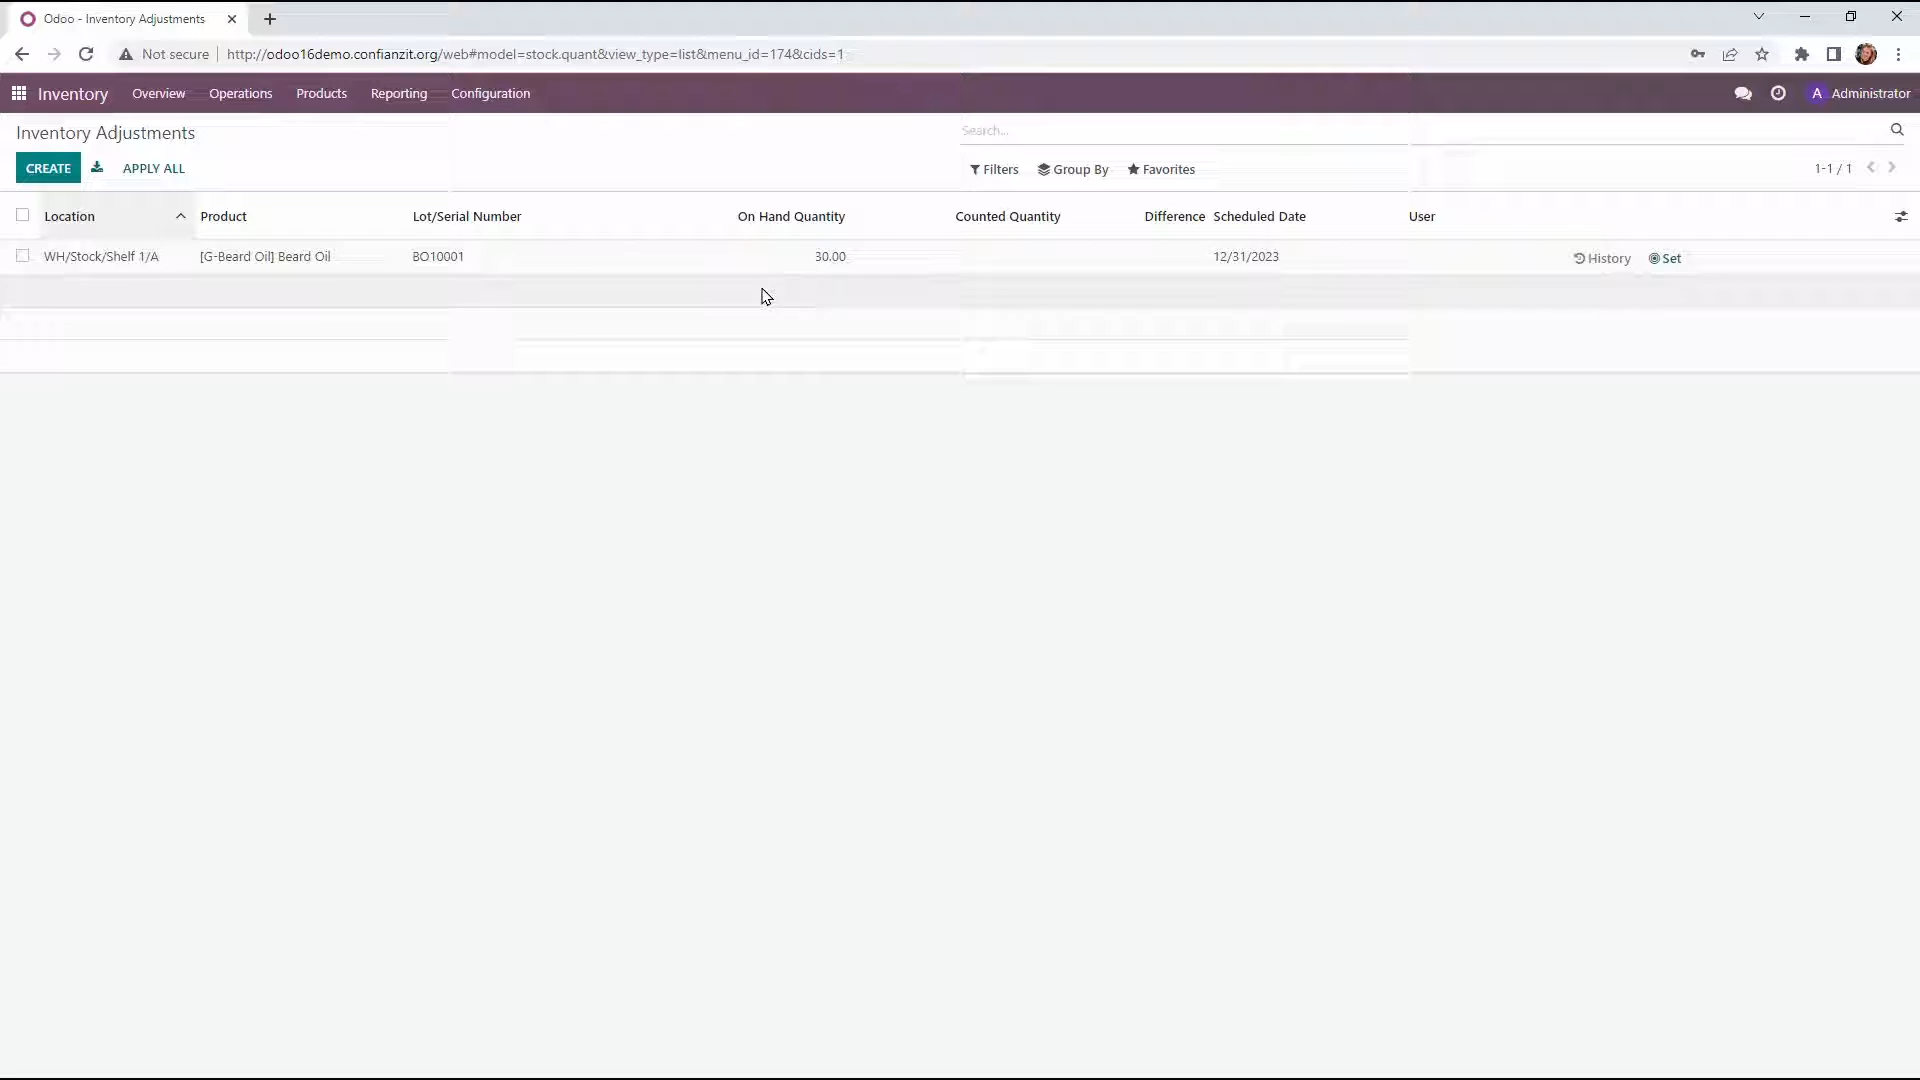 Odoo - Inventory Adjustments
Not secure http://odoo16demo.confianzit.org/web#model=stock.quant&view_type=list&menu_id=174&cids=1
Inventory Overview Operations Products Reporting Configuration A Administrator
Inventory Adjustments Search...
CREATE APPLY ALL Filters Group By Favorites 1-1 / 1
Location Product Lot/Serial Number On Hand Quantity Counted Quantity Difference Scheduled Date User
WH/Stock/Shelf 1/A [G-Beard Oil] Beard Oil BO10001 30.00 12/31/2023 History Set